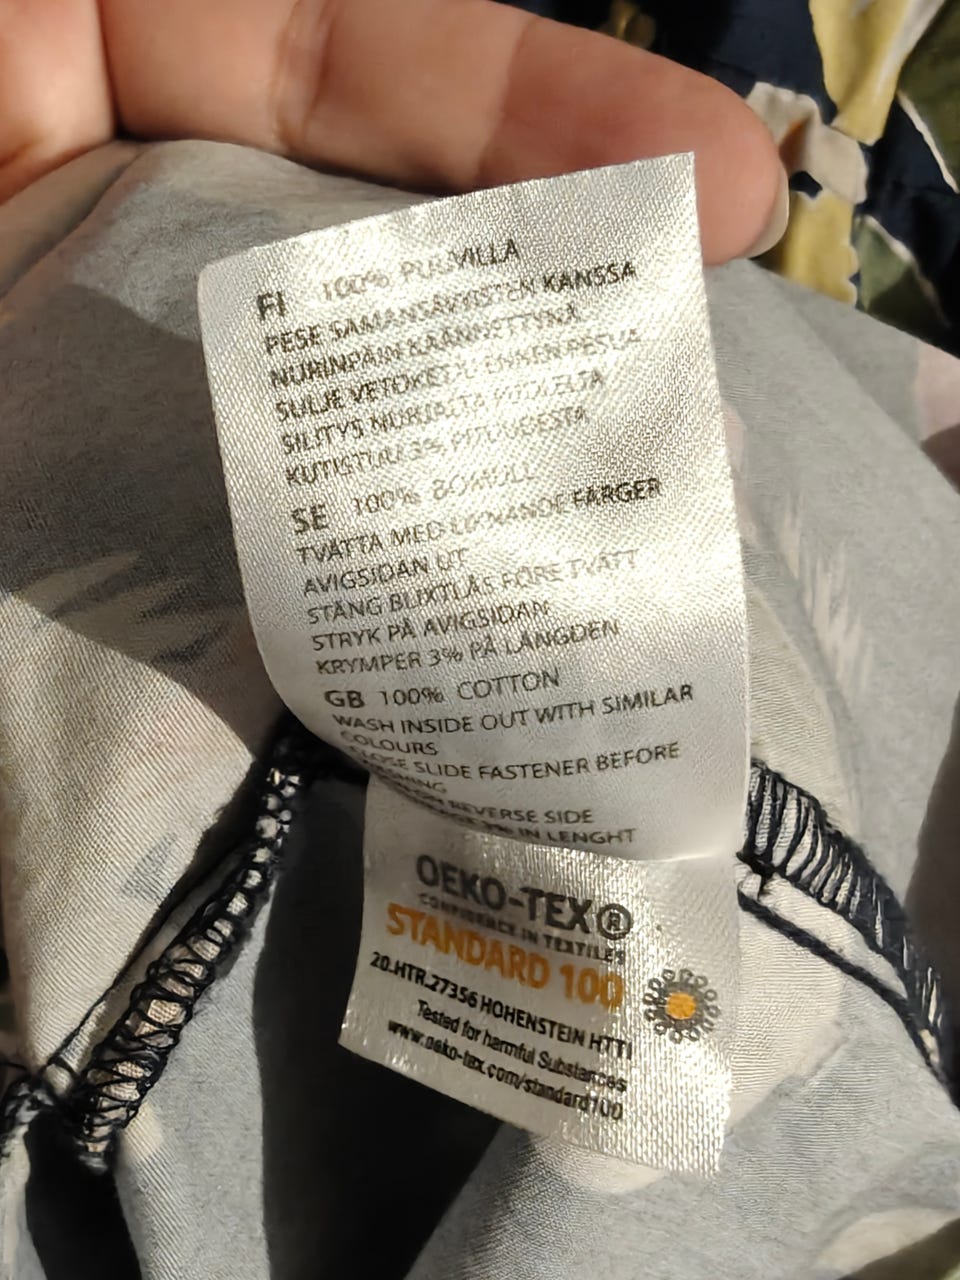 FI 100% PUUVILLA
PESE SAMANSÄVYISTEN KANSSA
NURINPÄIN KÄÄNNETTYNÄ
SULJE VETOKETJU ENNEN PESUA
SILITYS NURJALTA PUOLELTA
KUTISTUU 3% PITUUDESTA
SE 100% BOMULL
TVÄTTA MED LIKNANDE FÄRGER
AVIGSIDAN UT
STÄNG BLIXTLÅS FÖRE TVÄTT
STRYK PÅ AVIGSIDAN
KRYMPER 3% PÅ LÄNGDEN
GB 100% COTTON
WASH INSIDE OUT WITH SIMILAR
COLOURS
CLOSE SLIDE FASTENER BEFORE
WASHING
ON REVERSE SIDE
IN LENGHT
OEKO-TEX®
CONFIDENCE IN TEXTILES
STANDARD 100
20.HTR.27356 HOHENSTEIN HTTI
Tested for harmful Substances
www.oeko-tex.com/standard100